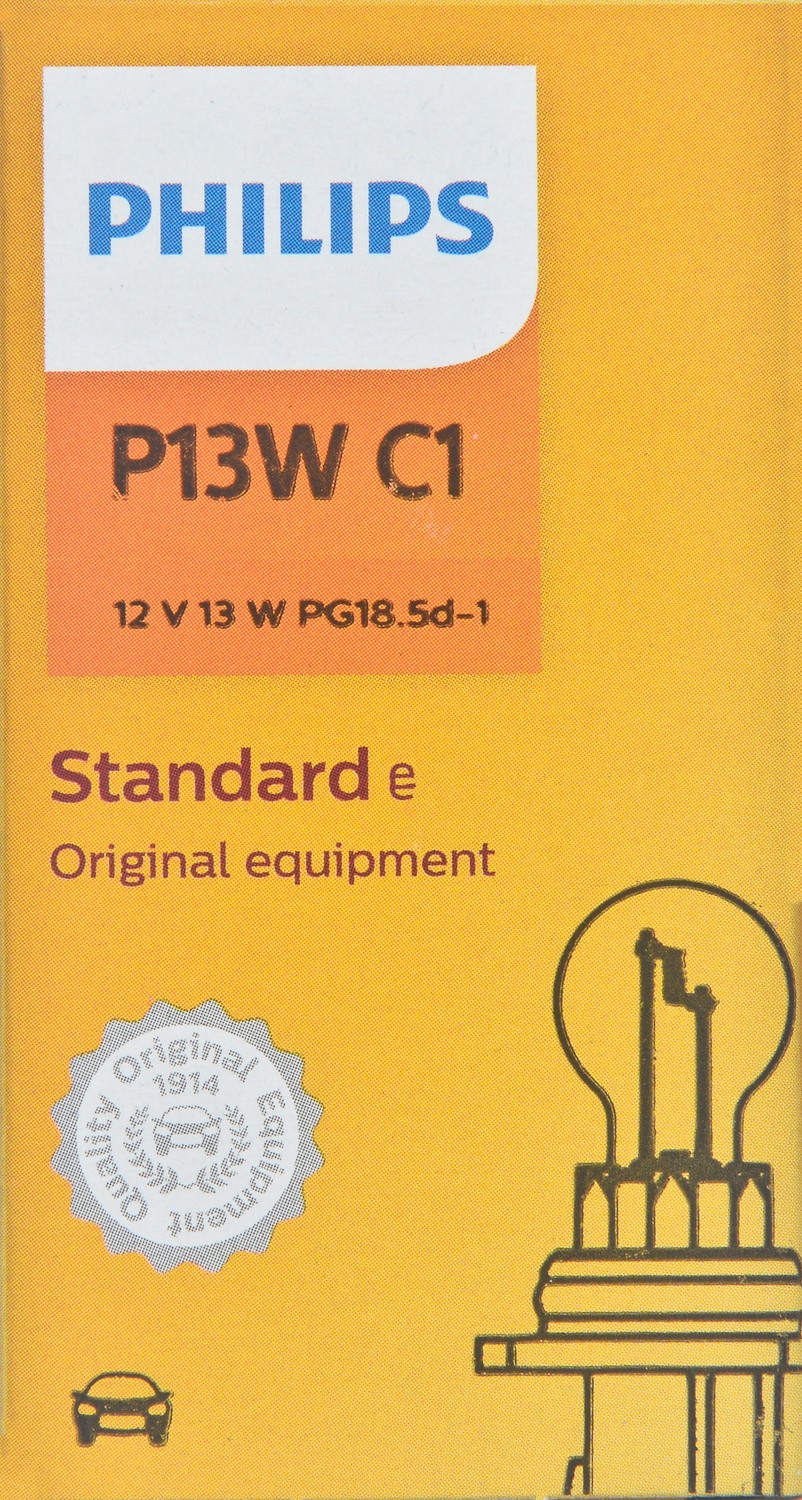 PHILIPS
P13W C1
12 V 13 W PG18.5d-1
Standard e
Original equipment
Quality Original Equipment
1914